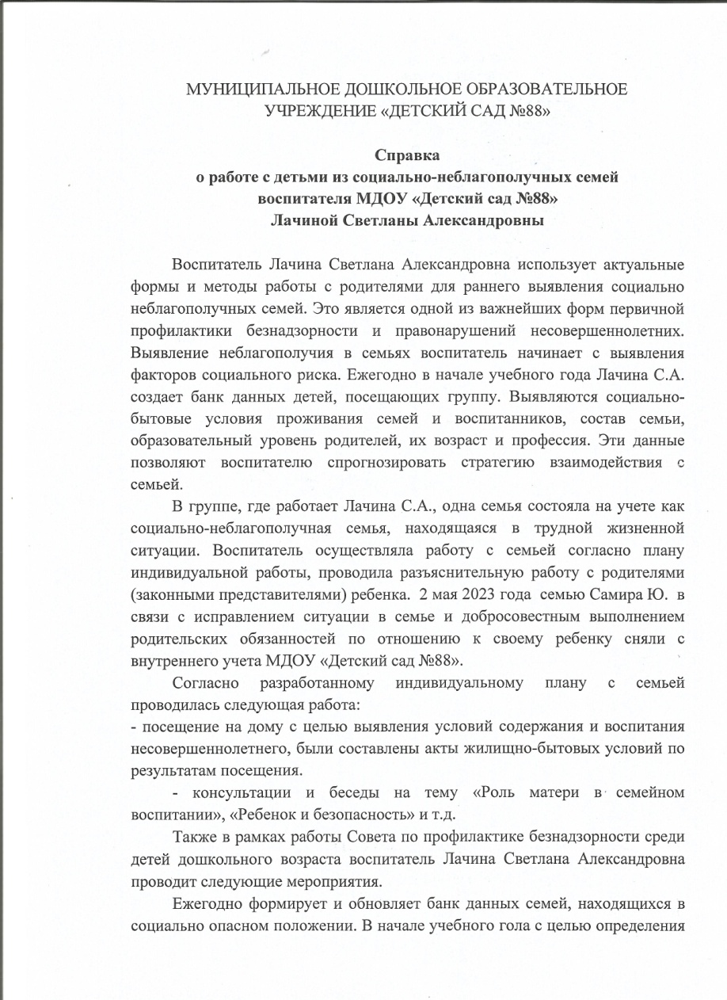 МУНИЦИПАЛЬНОЕ ДОШКОЛЬНОЕ ОБРАЗОВАТЕЛЬНОЕ
УЧРЕЖДЕНИЕ «ДЕТСКИЙ САД №88»
Справка
о работе с детьми из социально-неблагополучных семей
воспитателя МДОУ «Детский сад №88»
Лачиной Светланы Александровны
Воспитатель Лачина Светлана Александровна использует актуальные
формы и методы работы с родителями для раннего выявления социально
неблагополучных семей. Это является одной из важнейших форм первичной
профилактики безнадзорности и правонарушений несовершеннолетних.
Выявление неблагополучия в семьях воспитатель начинает с выявления
факторов социального риска. Ежегодно в начале учебного года Лачина С.А.
создает банк данных детей, посещающих группу. Выявляются социально-
бытовые условия проживания семей и воспитанников, состав семьи,
образовательный уровень родителей, их возраст и профессия. Эти данные
позволяют воспитателю спрогнозировать стратегию взаимодействия с
семьей.
В группе, где работает Лачина С.А., одна семья состояла на учете как
социально-неблагополучная семья, находящаяся в трудной жизненной
ситуации. Воспитатель осуществляла работу с семьей согласно плану
индивидуальной работы, проводила разъяснительную работу с родителями
(законными представителями) ребенка. 2 мая 2023 года семью Самира Ю. в
связи с исправлением ситуации в семье и добросовестным выполнением
родительских обязанностей по отношению к своему ребенку сняли с
внутреннего учета МДОУ «Детский сад №88».
Согласно разработанному индивидуальному плану с семьей
проводилась следующая работа:
- посещение на дому с целью выявления условий содержания и воспитания
несовершеннолетнего, были составлены акты жилищно-бытовых условий по
результатам посещения.
- консультации и беседы на тему «Роль матери в семейном
воспитании», «Ребенок и безопасность» и т.д.
Также в рамках работы Совета по профилактике безнадзорности среди
детей дошкольного возраста воспитатель Лачина Светлана Александровна
проводит следующие мероприятия.
Ежегодно формирует и обновляет банк данных семей, находящихся в
социально опасном положении. В начале учебного гола с целью определения